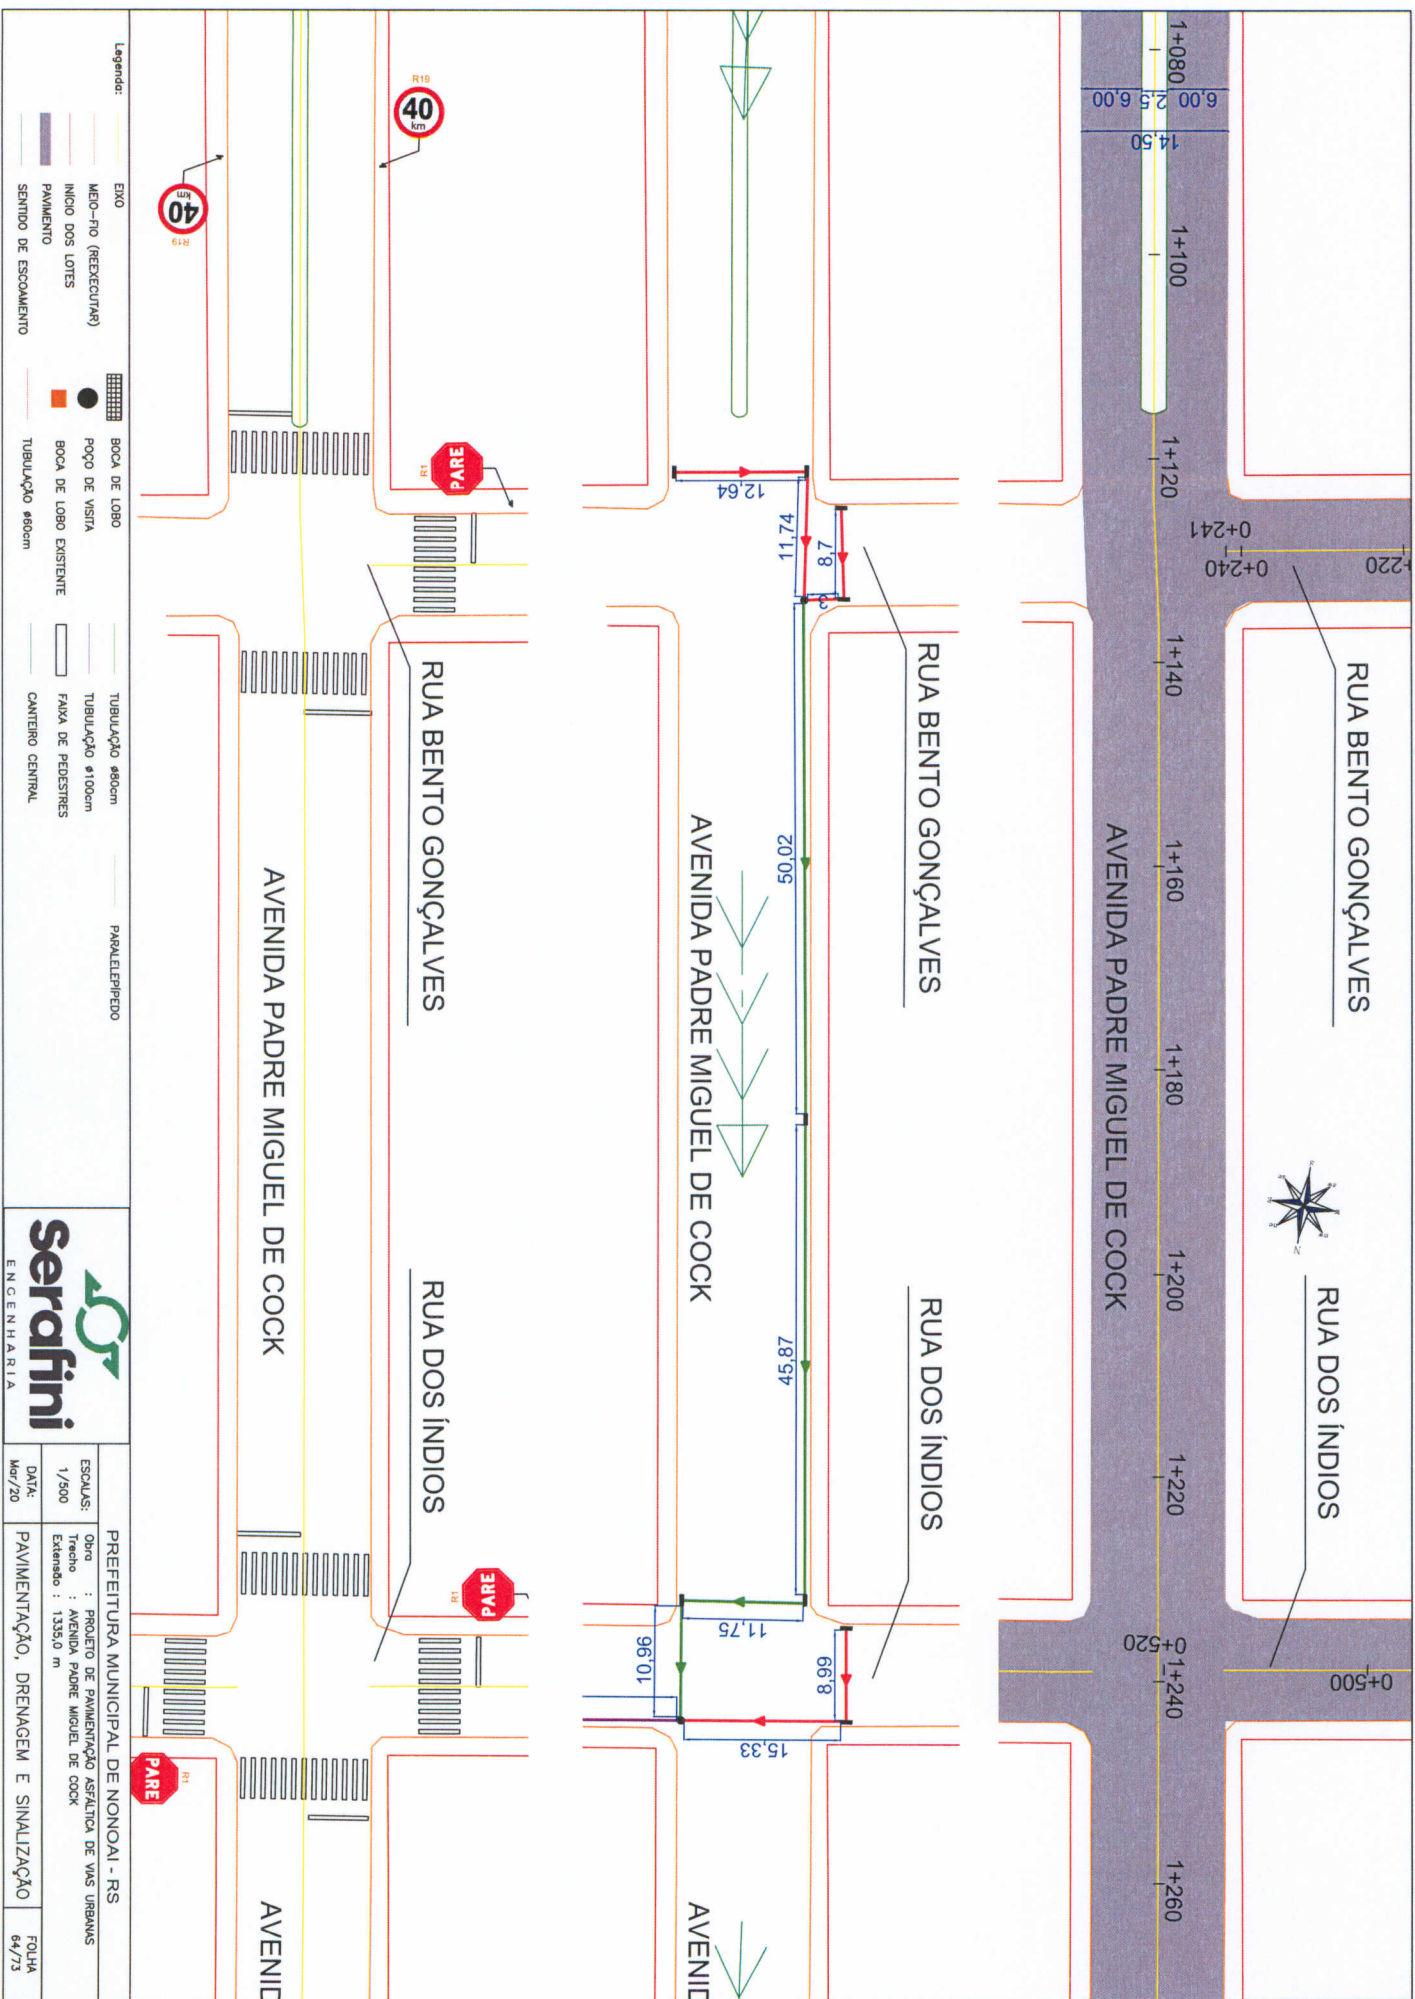 1+080
1+100
1+120
1+140
1+160
1+180
1+200
1+220
1+240
1+260
6,00
2,5
6,00
14,50
0+241
0+240
0+520
0+500
RUA BENTO GONÇALVES
RUA DOS ÍNDIOS
AVENIDA PADRE MIGUEL DE COCK
N
RUA BENTO GONÇALVES
RUA DOS ÍNDIOS
AVENIDA PADRE MIGUEL DE COCK
AVENID
12,64
11,74
8,7
3
50,02
45,87
11,75
10,96
8,99
15,33
R19
40
km
40
km
R19
PARE
R1
RUA BENTO GONÇALVES
RUA DOS ÍNDIOS
AVENIDA PADRE MIGUEL DE COCK
AVENID
PARE
R1
PARE
R1
Legenda:
EIXO
MEIO-FIO (REEXECUTAR)
INÍCIO DOS LOTES
PAVIMENTO
SENTIDO DE ESCOAMENTO
BOCA DE LOBO
POÇO DE VISITA
BOCA DE LOBO EXISTENTE
TUBULAÇÃO ø60cm
TUBULAÇÃO ø80cm
TUBULAÇÃO ø100cm
FAIXA DE PEDESTRES
CANTEIRO CENTRAL
PARALELEPÍPEDO
Serafini
ENGENHARIA
PREFEITURA MUNICIPAL DE NONOAI - RS
ESCALAS:
1/500
Obra : PROJETO DE PAVIMENTAÇÃO ASFÁLTICA DE VIAS URBANAS
Trecho : AVENIDA PADRE MIGUEL DE COCK
Extensão : 1335,0 m
DATA:
Mar/20
PAVIMENTAÇÃO, DRENAGEM E SINALIZAÇÃO
FOLHA
64/73